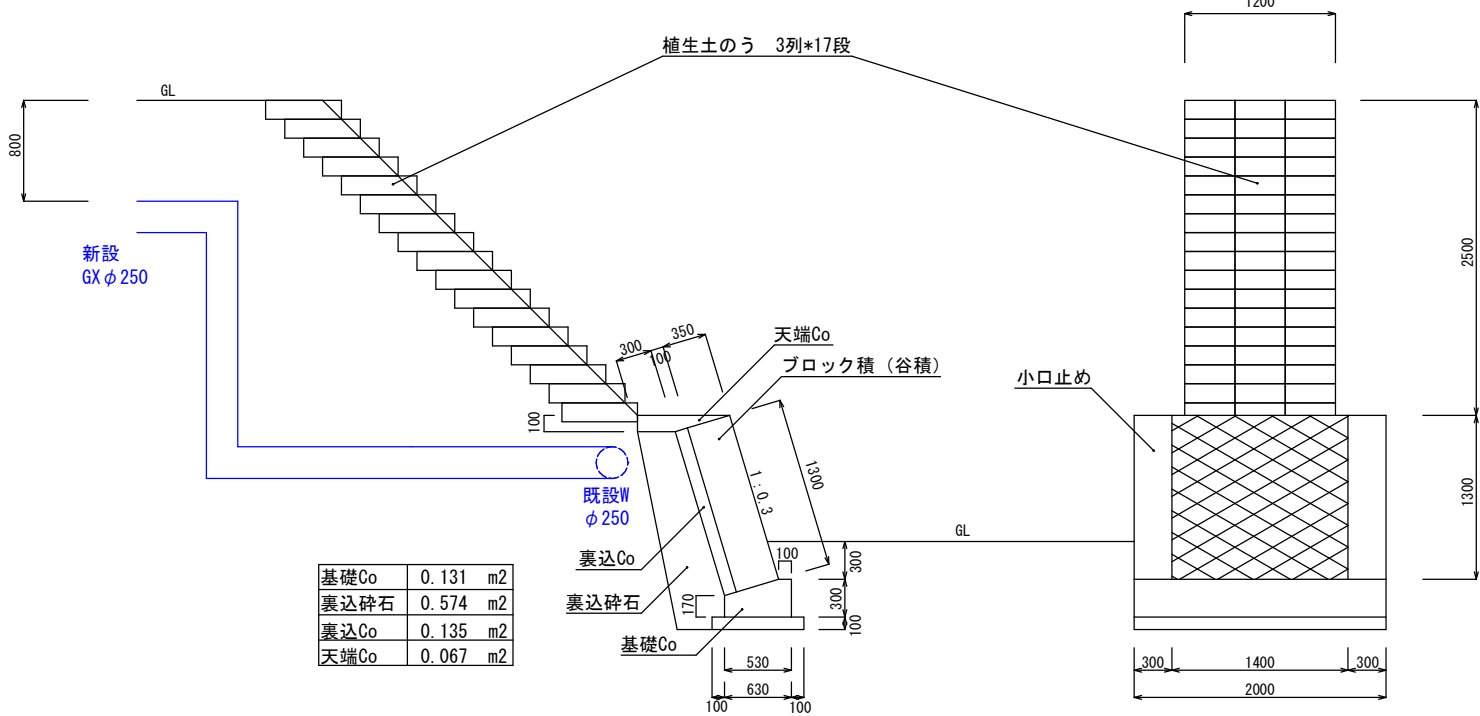 1200
植生土のう 3列*17段
GL
800
新設
GXφ250
2500
300
100
350
天端Co
ブロック積（谷積）
小口止め
100
1300
1:0.3
1300
既設W
φ250
GL
裏込Co
100
300
基礎Co 0.131 m2
裏込砕石 0.574 m2
裏込Co 0.135 m2
天端Co 0.067 m2
裏込砕石
170
300
100
基礎Co
530
630
100
100
300
1400
300
2000